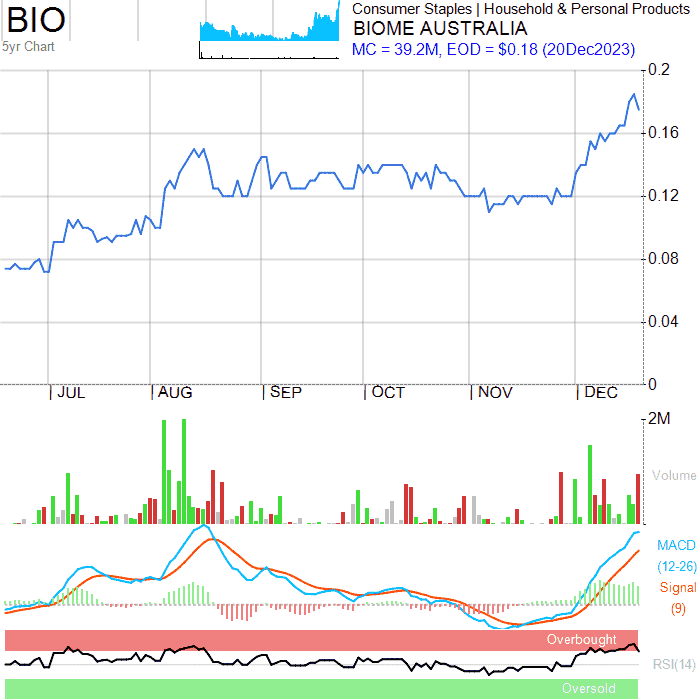 BIO
5yr Chart
Consumer Staples | Household & Personal Products
BIOME AUSTRALIA
MC = 39.2M, EOD = $0.18 (20Dec2023)
0.2
0.16
0.12
0.08
0.04
0
JUL
AUG
SEP
OCT
NOV
DEC
2M
Volume
MACD
(12-26)
Signal
(9)
Overbought
RSI(14)
Oversold